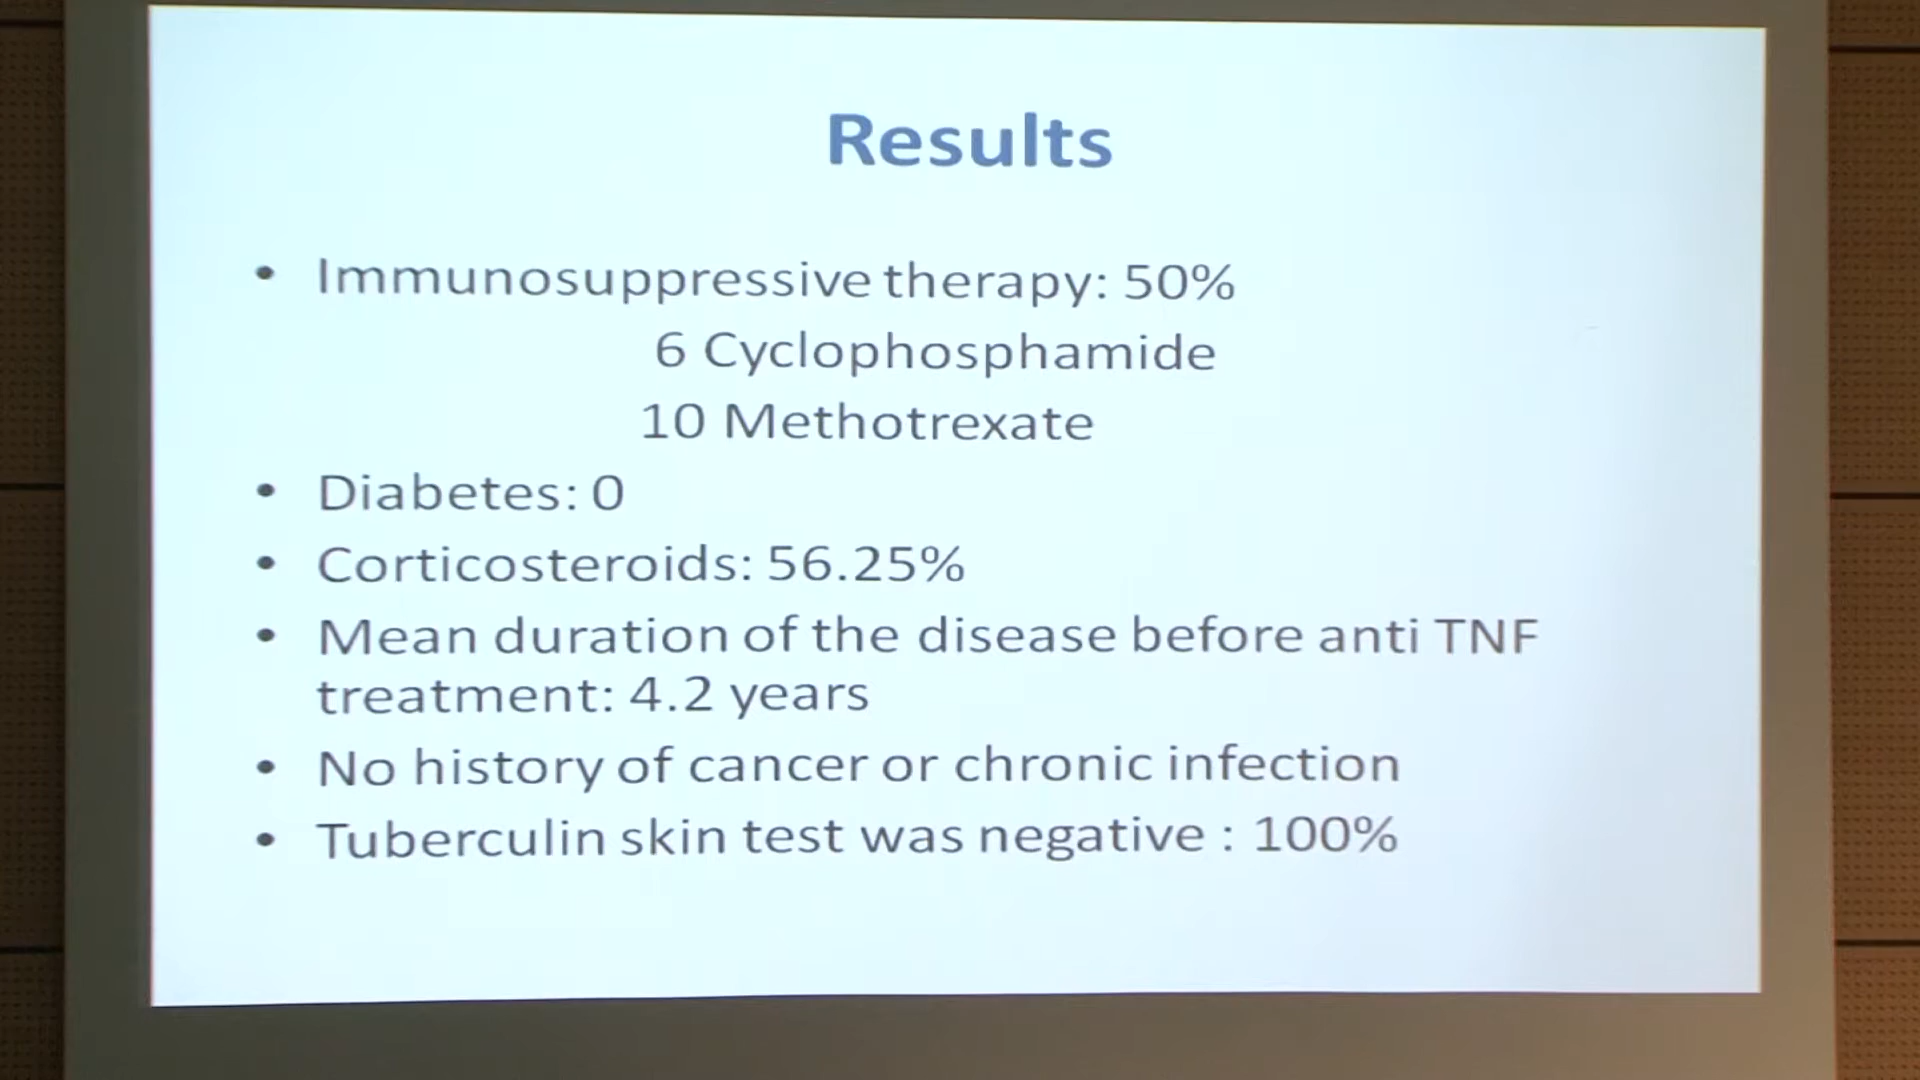 Results
• Immunosuppressive therapy: 50%
6 Cyclophosphamide
10 Methotrexate
• Diabetes: 0
• Corticosteroids: 56.25%
• Mean duration of the disease before anti TNF
treatment: 4.2 years
• No history of cancer or chronic infection
• Tuberculin skin test was negative : 100%